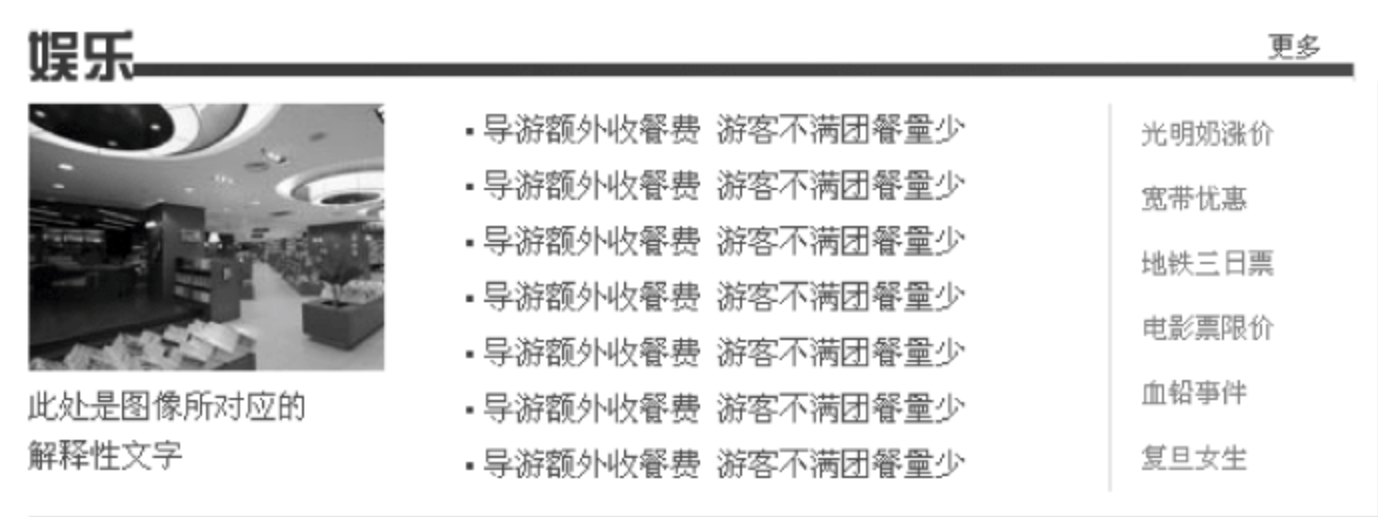 娱乐
更多
此处是图像所对应的
解释性文字
▪ 导游额外收餐费 游客不满团餐量少
▪ 导游额外收餐费 游客不满团餐量少
▪ 导游额外收餐费 游客不满团餐量少
▪ 导游额外收餐费 游客不满团餐量少
▪ 导游额外收餐费 游客不满团餐量少
▪ 导游额外收餐费 游客不满团餐量少
▪ 导游额外收餐费 游客不满团餐量少
光明奶涨价
宽带优惠
地铁三日票
电影票限价
血铅事件
复旦女生